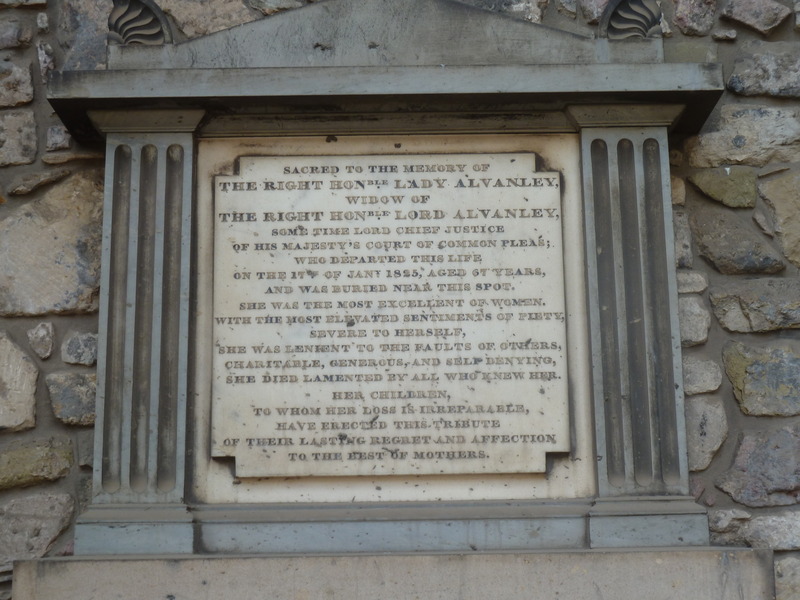 SACRED TO THE MEMORY OF
THE RIGHT HONBLE LADY ALVANLEY,
WIDOW OF
THE RIGHT HONBLE LORD ALVANLEY,
SOME TIME LORD CHIEF JUSTICE
OF HIS MAJESTY'S COURT OF COMMON PLEAS;
WHO DEPARTED THIS LIFE
ON THE 17TH OF JANY 1825, AGED 67 YEARS,
AND WAS BURIED NEAR THIS SPOT.
SHE WAS THE MOST EXCELLENT OF WOMEN.
WITH THE MOST ELEVATED SENTIMENTS OF PIETY,
SEVERE TO HERSELF,
SHE WAS LENIENT TO THE FAULTS OF OTHERS,
CHARITABLE, GENEROUS, AND SELF DENYING,
SHE DIED LAMENTED BY ALL WHO KNEW HER.
HER CHILDREN,
TO WHOM HER LOSS IS IRREPARABLE,
HAVE ERECTED THIS TRIBUTE
OF THEIR LASTING REGRET AND AFFECTION
TO THE BEST OF MOTHERS.